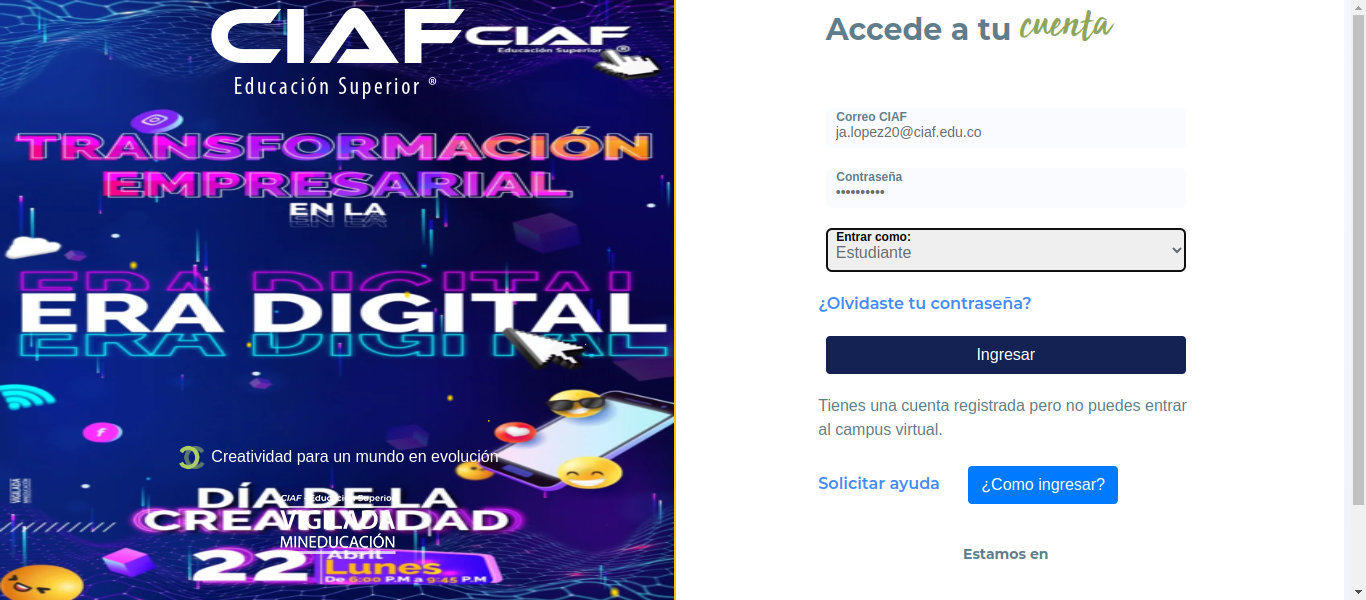 CIAF
Educación Superior ®
CIAF
Educación Superior ®
TRANSFORMACIÓN
EMPRESARIAL
EN LA
ERA DIGITAL
Creatividad para un mundo en evolución
DÍA DE LA
CREATIVIDAD
CIAF - Educación Superior
VIGILADA
MINEDUCACIÓN
22 Abril
Lunes
De 6:00 P.M a 9:45 P.M
Accede a tu cuenta
Correo CIAF
ja.lopez20@ciaf.edu.co
Contraseña
••••••••••
Entrar como:
Estudiante
¿Olvidaste tu contraseña?
Ingresar
Tienes una cuenta registrada pero no puedes entrar
al campus virtual.
Solicitar ayuda
¿Como ingresar?
Estamos en